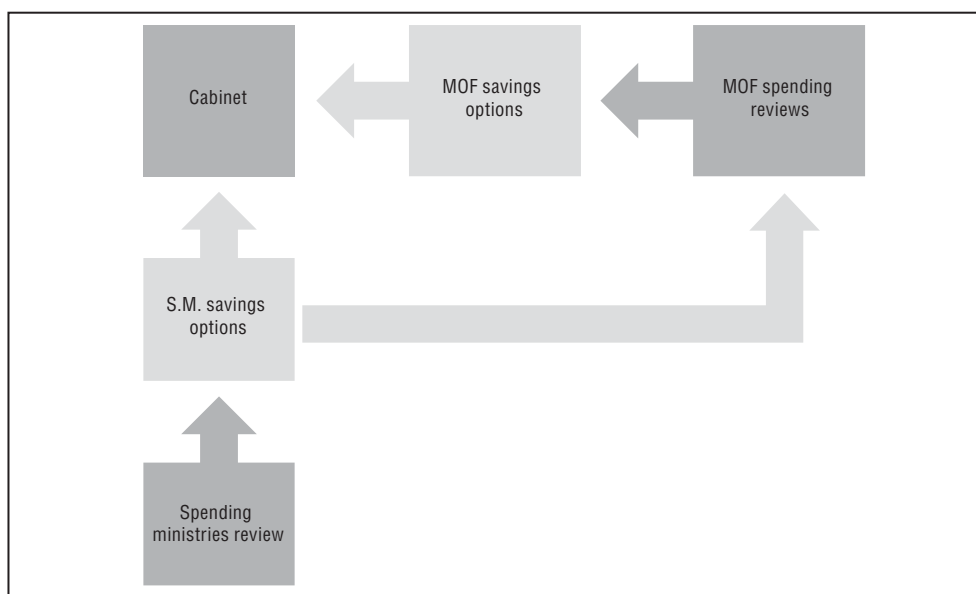 Cabinet
MOF savings
options
MOF spending
reviews
S.M. savings
options
Spending
ministries review